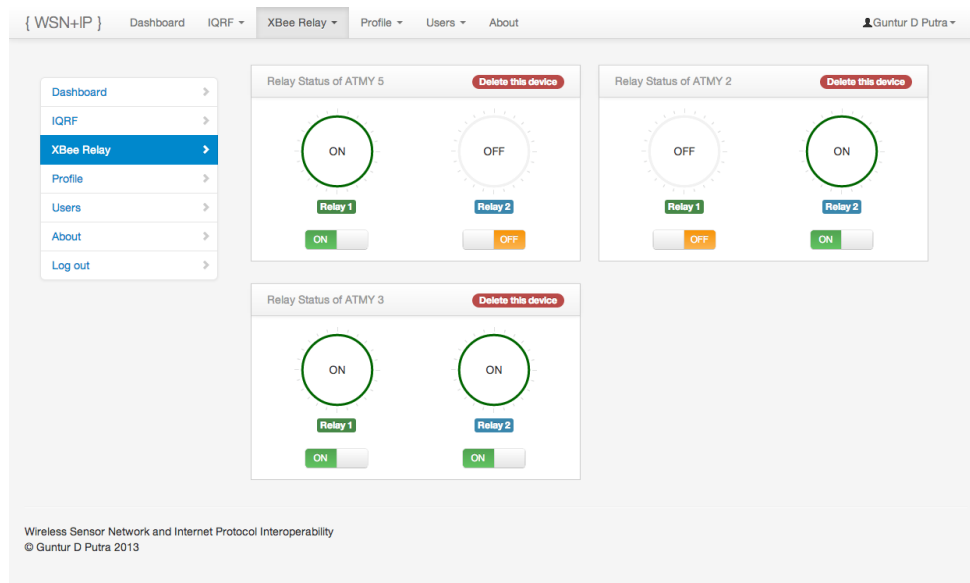 { WSN+IP } Dashboard IQRF XBee Relay Profile Users About Guntur D Putra
Dashboard
IQRF
XBee Relay
Profile
Users
About
Log out
Relay Status of ATMY 5 Delete this device
ON OFF
Relay 1 Relay 2
ON OFF
Relay Status of ATMY 2 Delete this device
OFF ON
Relay 1 Relay 2
OFF ON
Relay Status of ATMY 3 Delete this device
ON ON
Relay 1 Relay 2
ON ON
Wireless Sensor Network and Internet Protocol Interoperability
© Guntur D Putra 2013